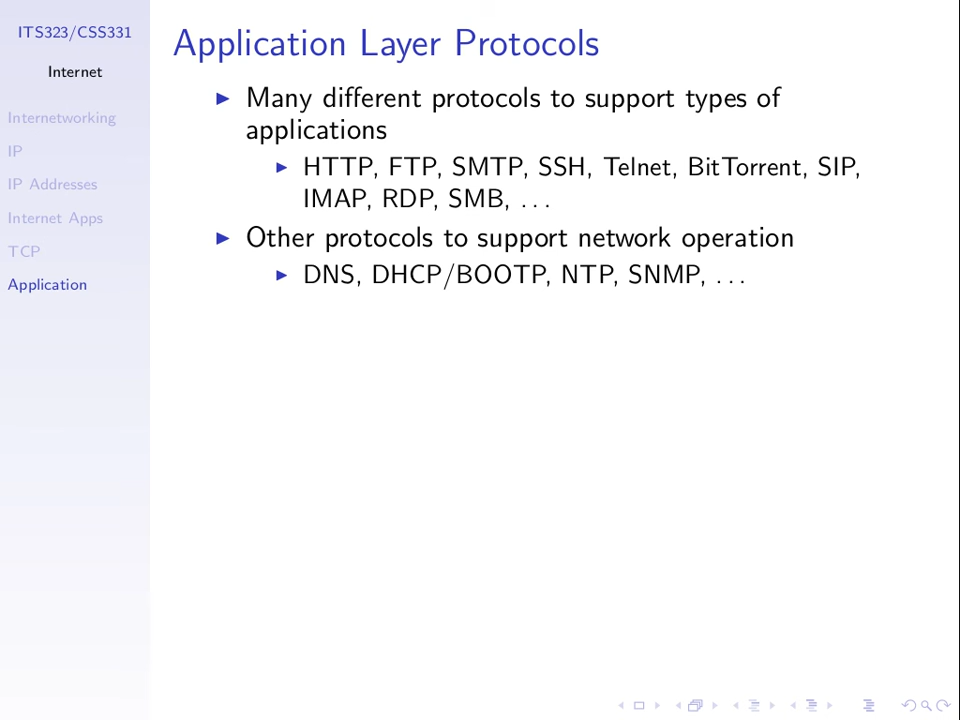 ITS323/CSS331
Internet
Internetworking
IP
IP Addresses
Internet Apps
TCP
Application
Application Layer Protocols
Many different protocols to support types of
applications
HTTP, FTP, SMTP, SSH, Telnet, BitTorrent, SIP,
IMAP, RDP, SMB, . . .
Other protocols to support network operation
DNS, DHCP/BOOTP, NTP, SNMP, . . .